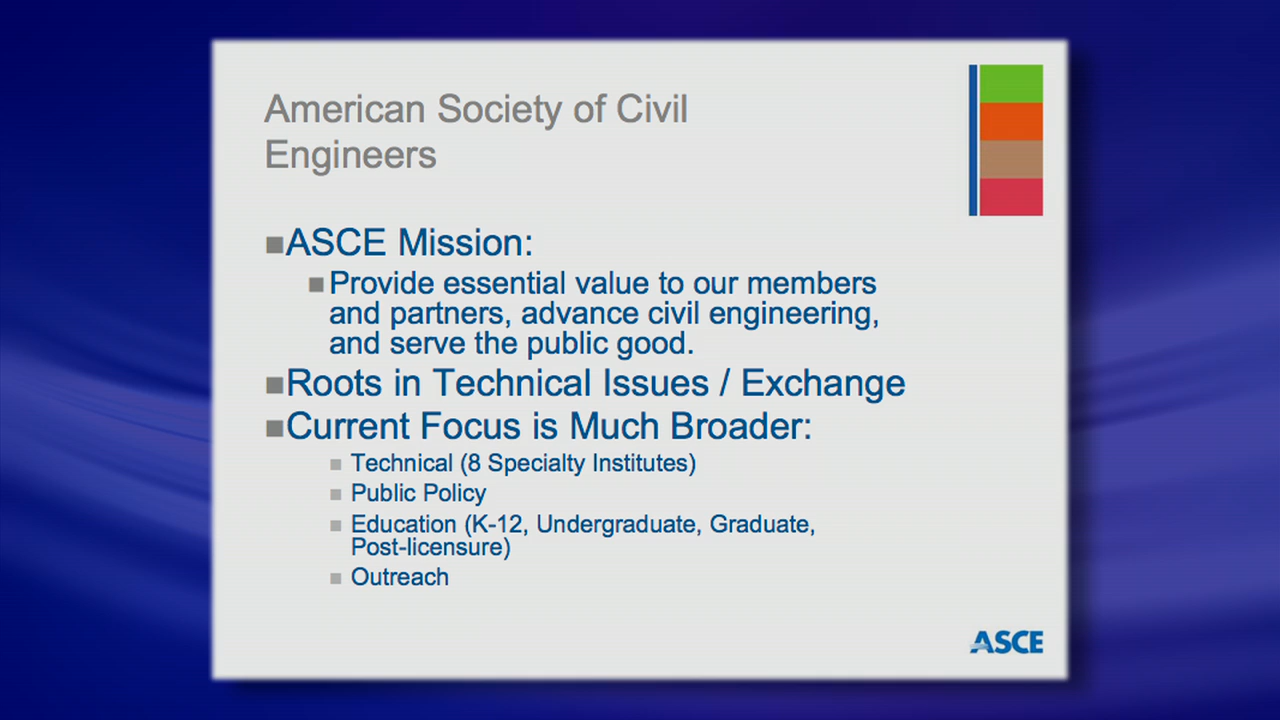 American Society of Civil
Engineers
ASCE Mission:
Provide essential value to our members
and partners, advance civil engineering,
and serve the public good.
Roots in Technical Issues / Exchange
Current Focus is Much Broader:
Technical (8 Specialty Institutes)
Public Policy
Education (K-12, Undergraduate, Graduate,
Post-licensure)
Outreach
ASCE